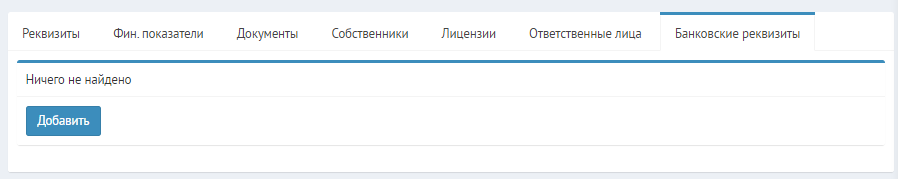 Реквизиты Фин. показатели Документы Собственники Лицензии Ответственные лица Банковские реквизиты
Ничего не найдено
Добавить